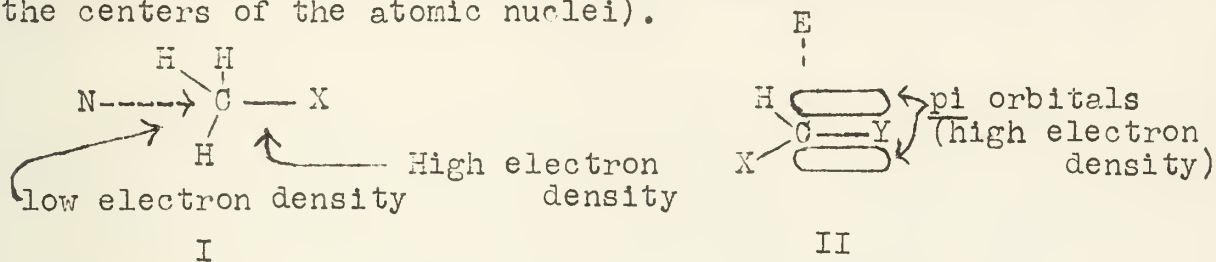 the centers of the atomic nuclei).
E
H H
N C X
H
High electron
density
low electron density
I
H
C Y
X
pi orbitals
(high electron
density)
II